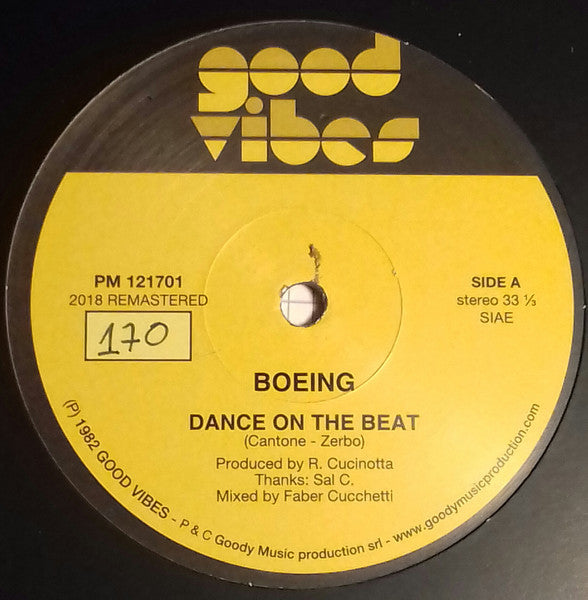 good
vibes
PM 121701
2018 REMASTERED
170
SIDE A
stereo 33 ⅓
SIAE
BOEING
DANCE ON THE BEAT
(Cantone - Zerbo)
Produced by R. Cucinotta
Thanks: Sal C.
Mixed by Faber Cucchetti
(P) 1982 GOOD VIBES - P & C Goody Music production srl - www.goodymusicproduction.com